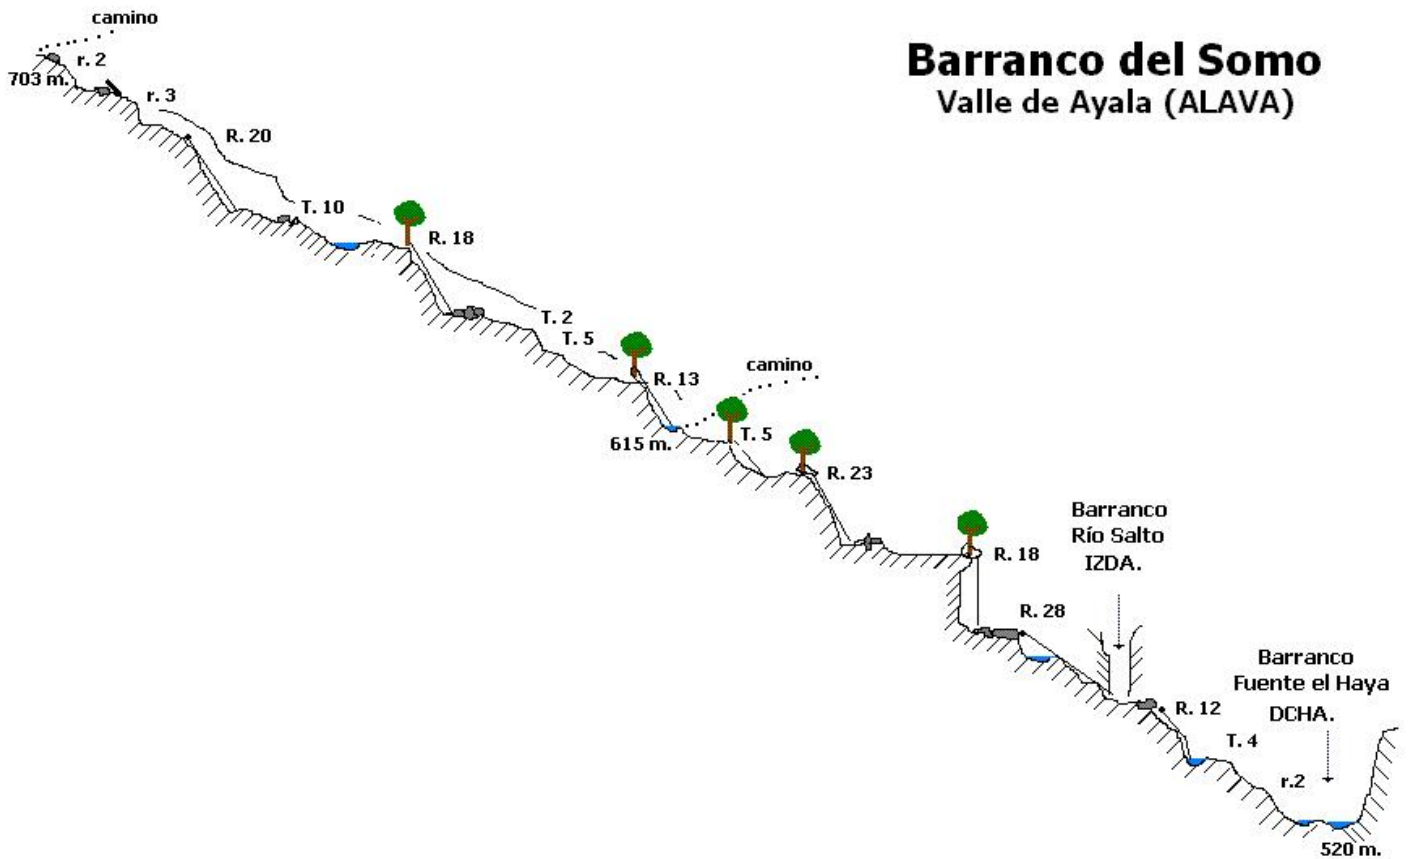 Barranco del Somo
Valle de Ayala (ALAVA)
camino
r. 2
703 m.
r. 3
R. 20
T. 10
R. 18
T. 2
T. 5
R. 13
camino
615 m.
T. 5
R. 23
R. 18
Barranco
Río Salto
IZDA.
R. 28
Barranco
Fuente el Haya
DCHA.
R. 12
T. 4
r.2
520 m.